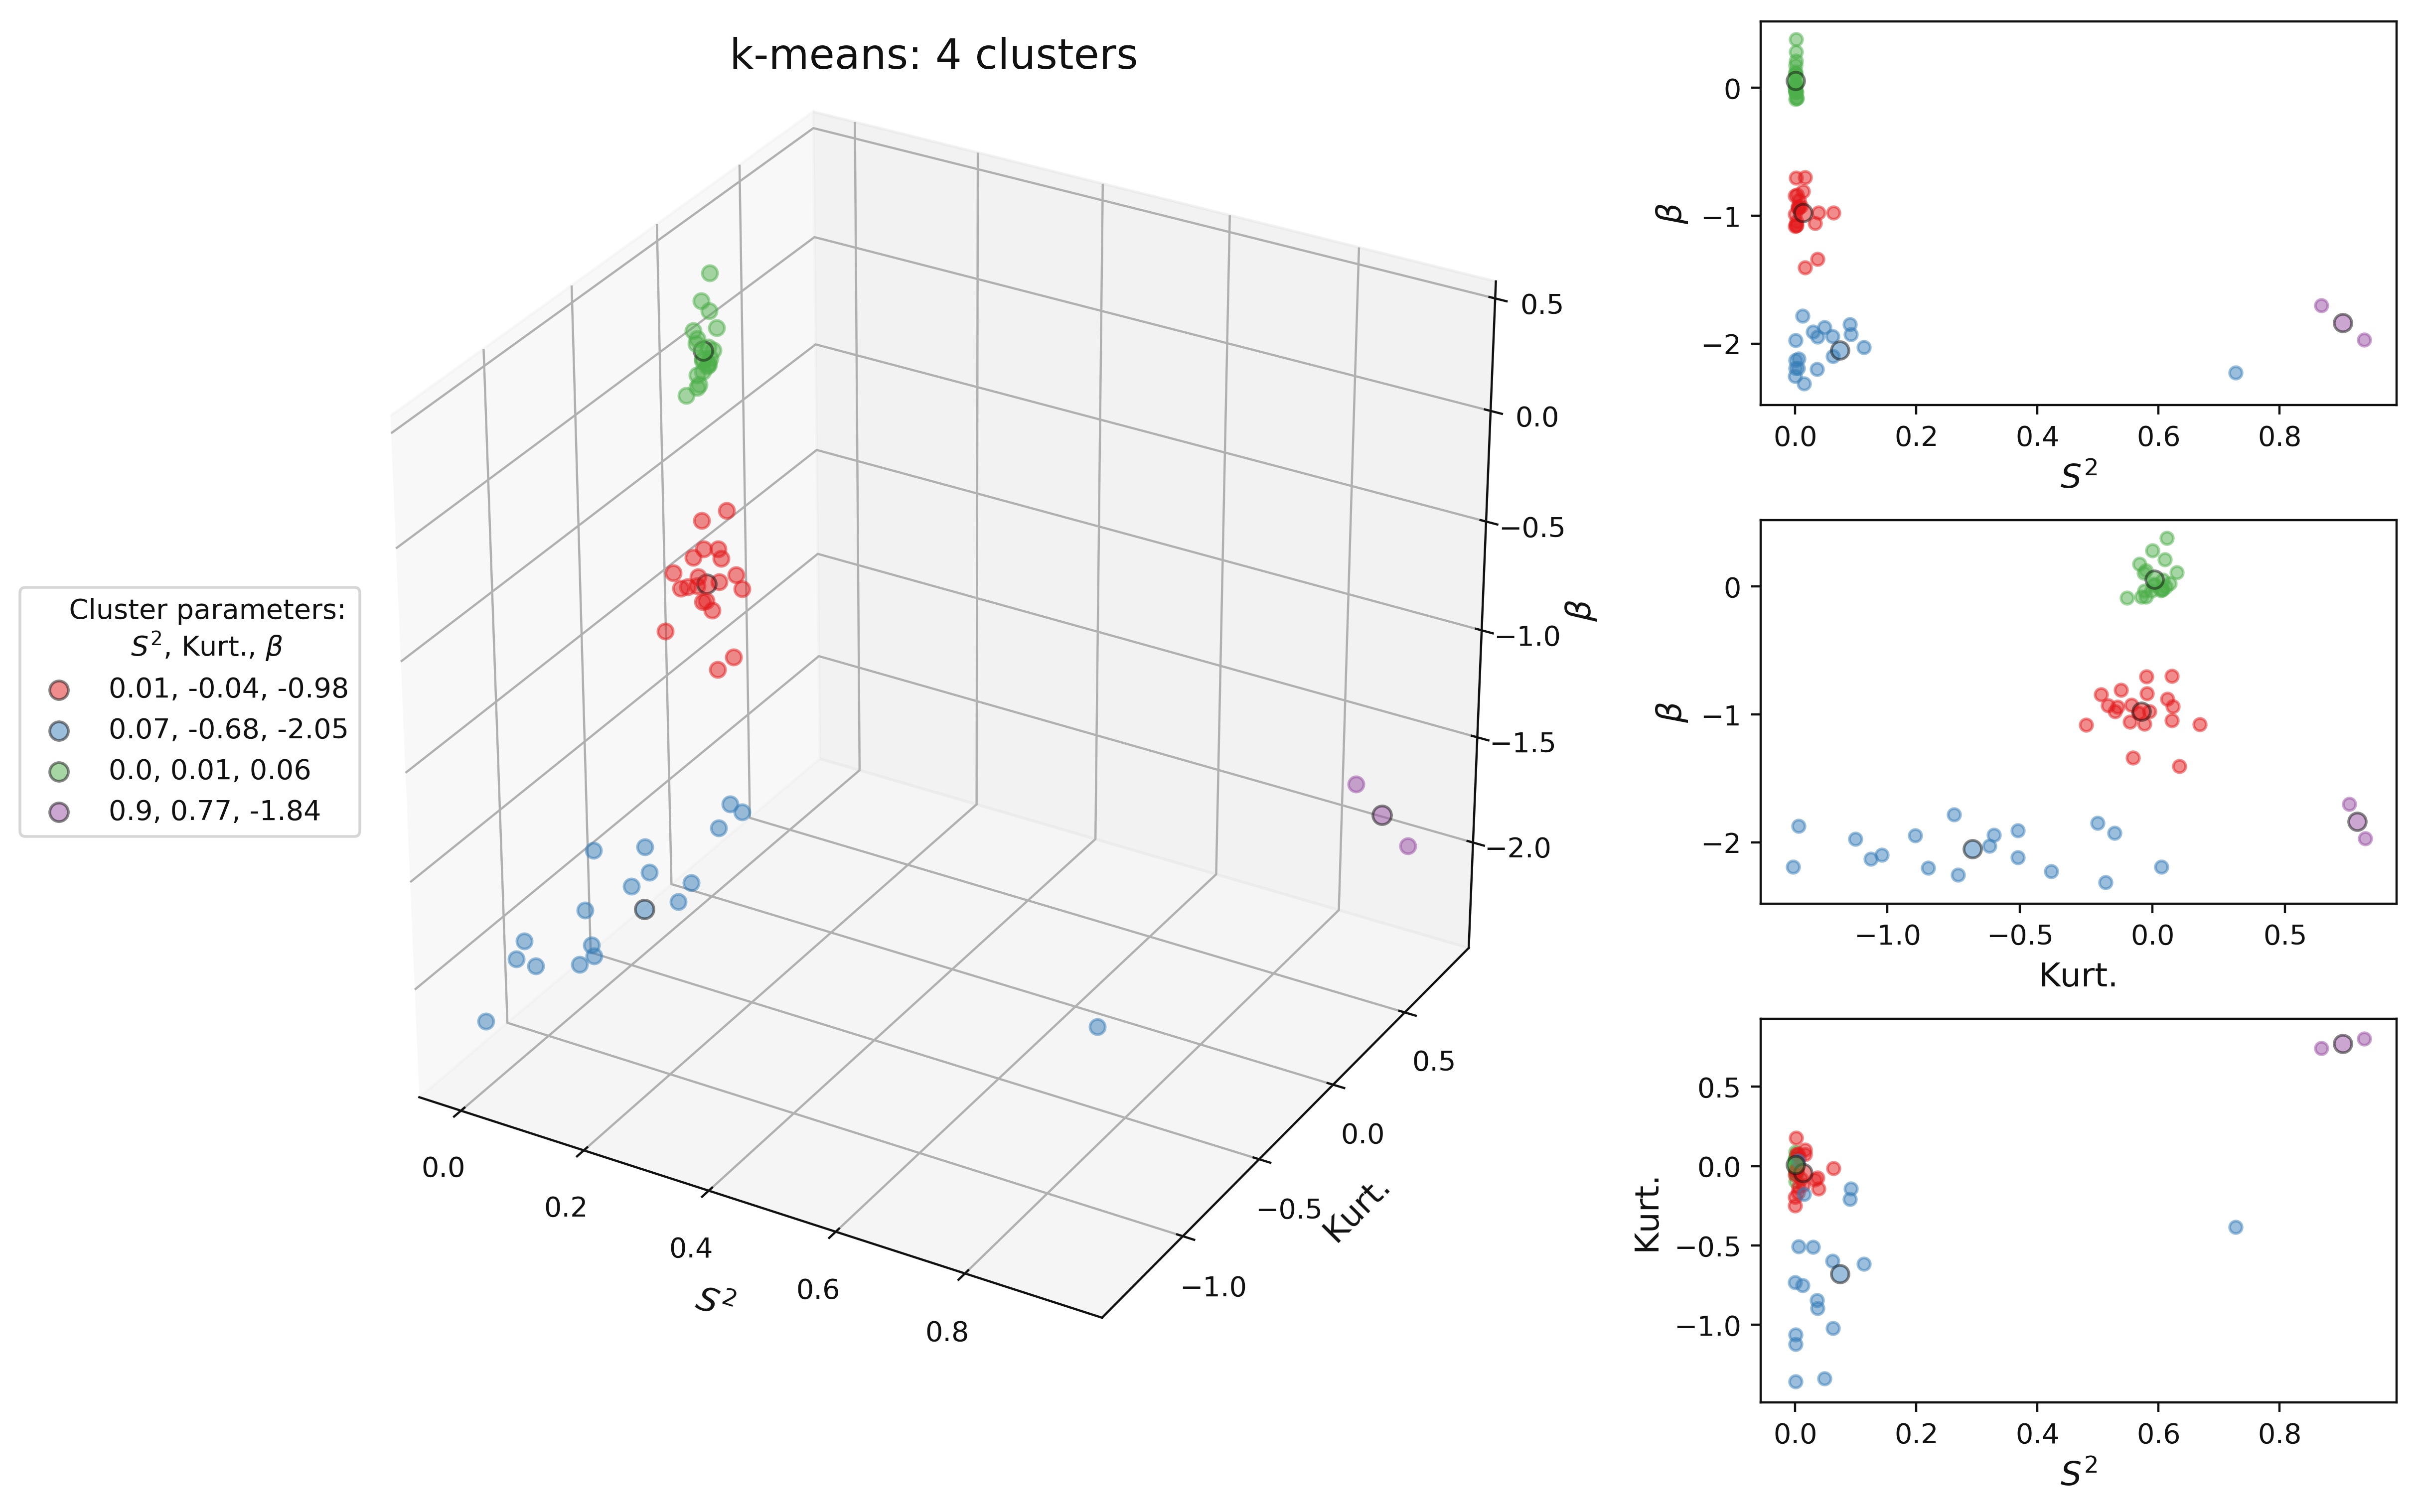 k-means: 4 clusters
Cluster parameters:
S², Kurt., β
0.01, -0.04, -0.98
0.07, -0.68, -2.05
0.0, 0.01, 0.06
0.9, 0.77, -1.84
0.5
0.0
−0.5
−1.0
−1.5
−2.0
β
0.5
0.0
−0.5
−1.0
Kurt.
0.0
0.2
0.4
0.6
0.8
S²
0
−1
−2
β
0.0 0.2 0.4 0.6 0.8
S²
0
−1
−2
β
−1.0 −0.5 0.0 0.5
Kurt.
0.5
0.0
−0.5
−1.0
Kurt.
0.0 0.2 0.4 0.6 0.8
S²